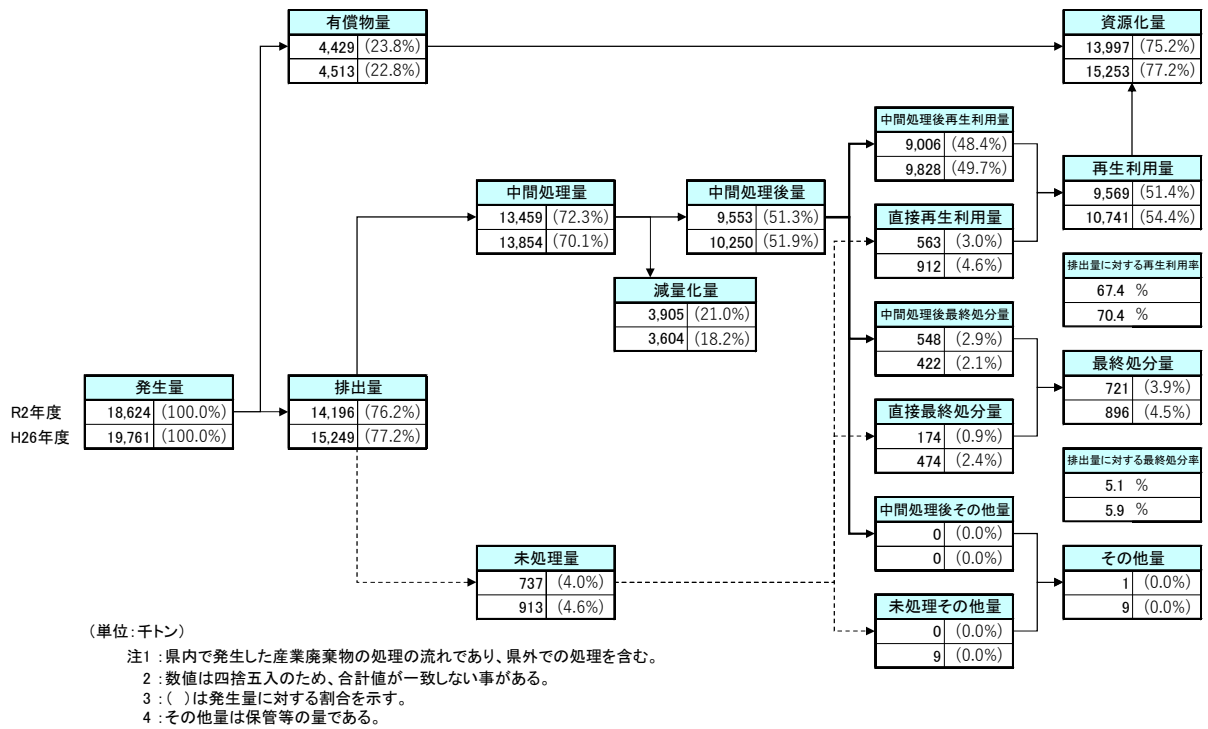 有償物量
4,429 (23.8%)
4,513 (22.8%)
資源化量
13,997 (75.2%)
15,253 (77.2%)
中間処理後再生利用量
9,006 (48.4%)
9,828 (49.7%)
再生利用量
9,569 (51.4%)
10,741 (54.4%)
中間処理量
13,459 (72.3%)
13,854 (70.1%)
中間処理後量
9,553 (51.3%)
10,250 (51.9%)
直接再生利用量
563 (3.0%)
912 (4.6%)
排出量に対する再生利用率
67.4 %
70.4 %
減量化量
3,905 (21.0%)
3,604 (18.2%)
中間処理後最終処分量
548 (2.9%)
422 (2.1%)
最終処分量
721 (3.9%)
896 (4.5%)
発生量
R2年度 18,624 (100.0%)
H26年度 19,761 (100.0%)
排出量
14,196 (76.2%)
15,249 (77.2%)
直接最終処分量
174 (0.9%)
474 (2.4%)
排出量に対する最終処分率
5.1 %
5.9 %
中間処理後その他量
0 (0.0%)
0 (0.0%)
未処理量
737 (4.0%)
913 (4.6%)
その他量
1 (0.0%)
9 (0.0%)
未処理その他量
0 (0.0%)
9 (0.0%)
(単位:千トン)
注1 :県内で発生した産業廃棄物の処理の流れであり、県外での処理を含む。
2 :数値は四捨五入のため、合計値が一致しない事がある。
3 :( )は発生量に対する割合を示す。
4 :その他量は保管等の量である。